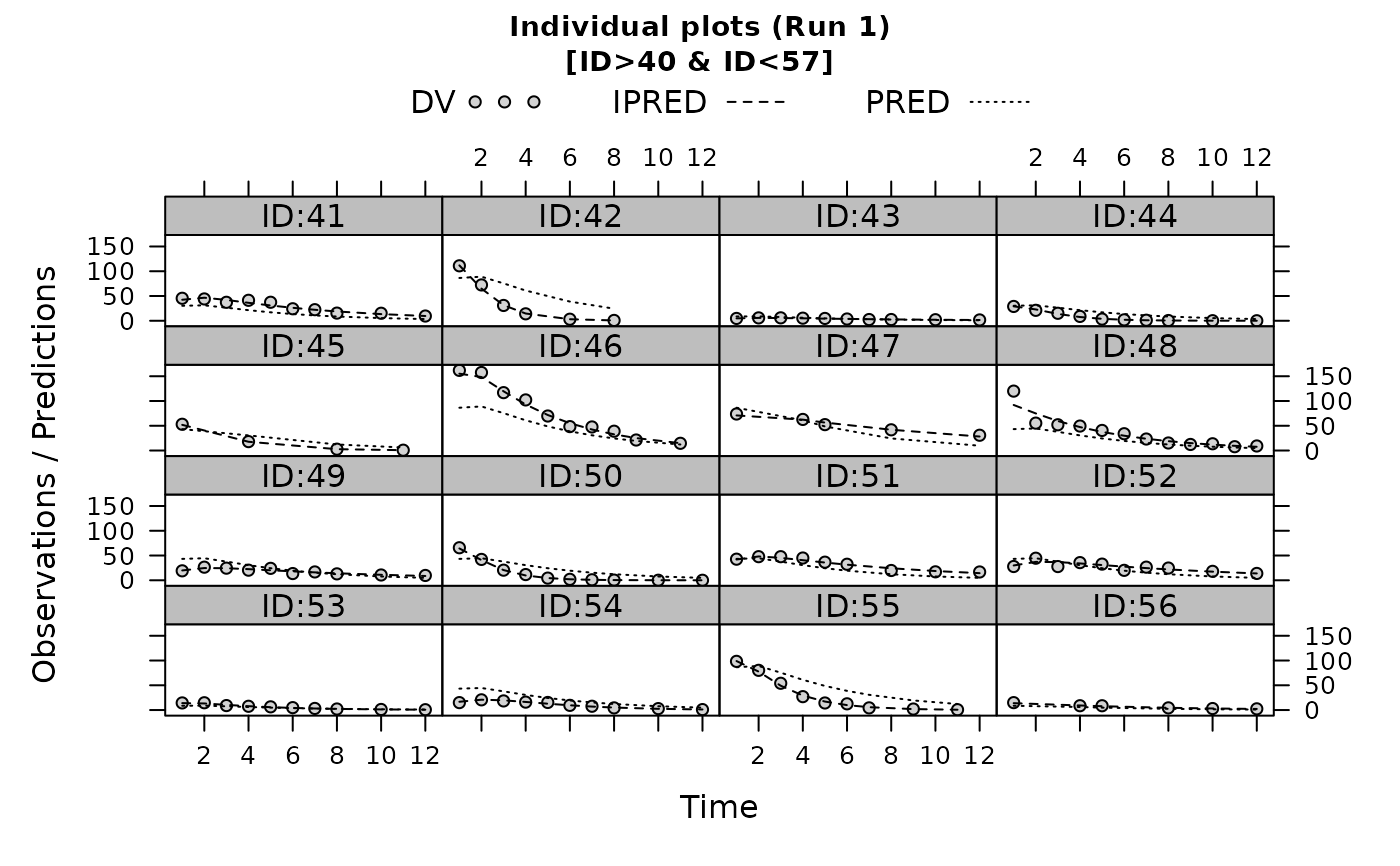 Individual plots (Run 1)
[ID>40 & ID<57]
DV IPRED PRED
2 4 6 8 10 12 2 4 6 8 10 12
ID:41 ID:42 ID:43 ID:44
150
100
50
0
ID:45 ID:46 ID:47 ID:48
150
100
50
0
ID:49 ID:50 ID:51 ID:52
150
100
50
0
ID:53 ID:54 ID:55 ID:56
150
100
50
0
2 4 6 8 10 12 2 4 6 8 10 12
Time
Observations / Predictions